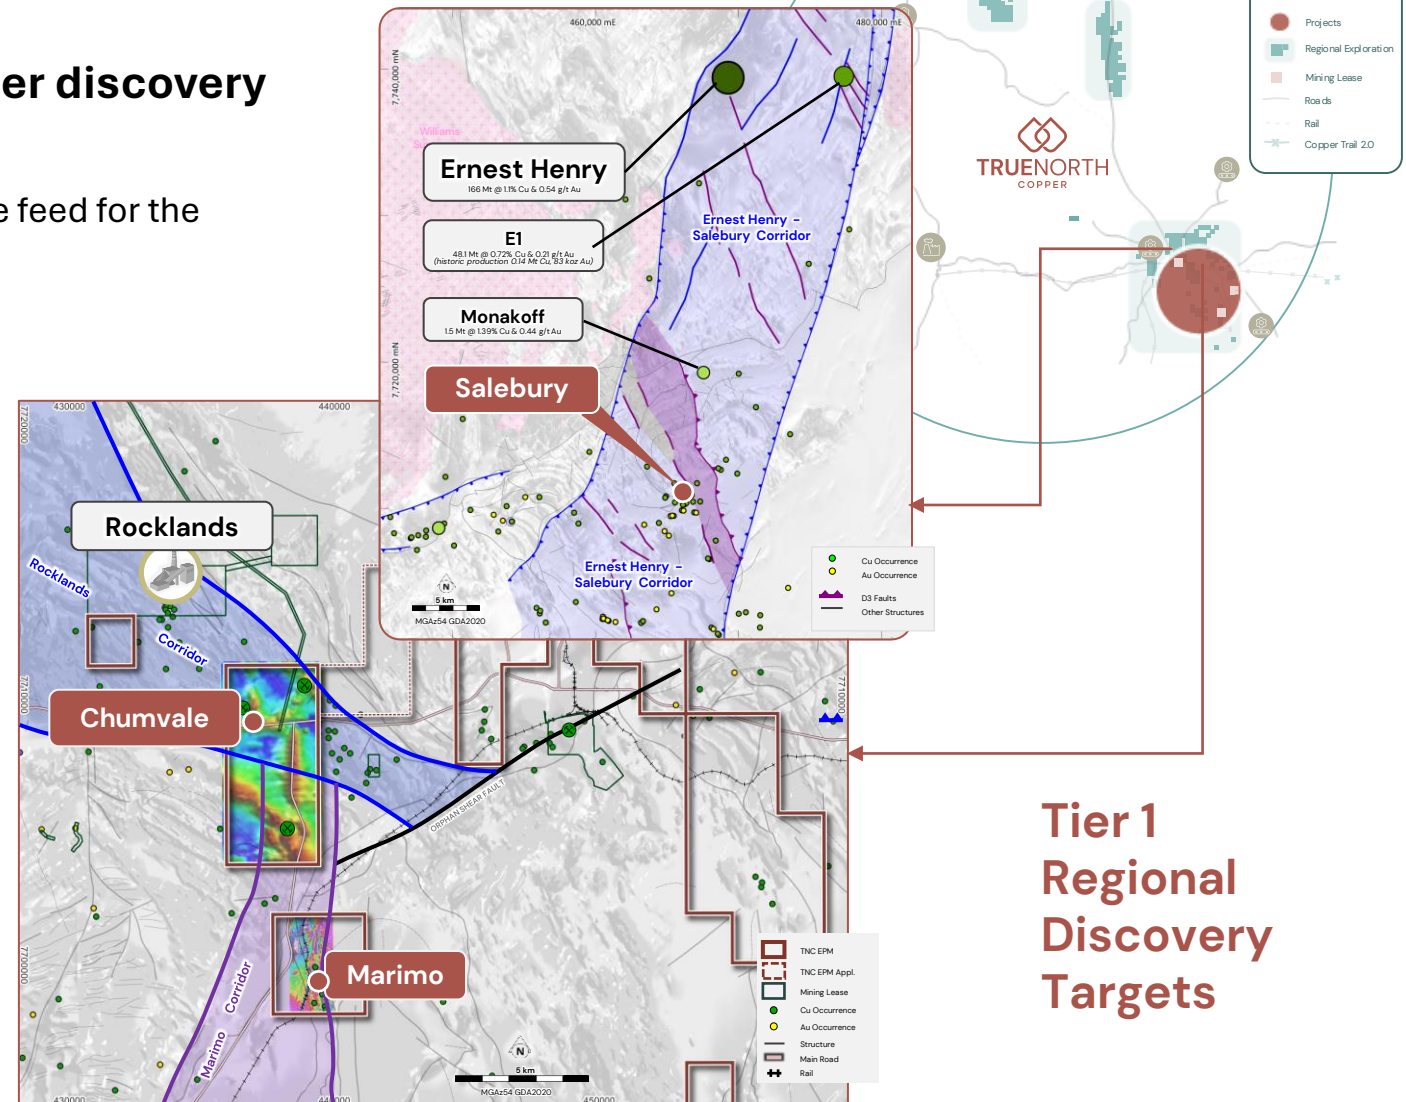 er discovery
e feed for the
460,000 mE
480,000 mE
7,740,000 mN
Williams
Ernest Henry
166 Mt @ 1.1% Cu & 0.54 g/t Au
E1
48.1 Mt @ 0.72% Cu & 0.21 g/t Au
(historic production 0.14 Mt Cu, 83 koz Au)
Ernest Henry –
Salebury Corridor
Monakoff
1.5 Mt @ 1.39% Cu & 0.44 g/t Au
7,720,000 mN
Salebury
Ernest Henry –
Salebury Corridor
N
5 km
MGAz54 GDA2020
Cu Occurrence
Au Occurrence
D3 Faults
Other Structures
Projects
Regional Exploration
Mining Lease
Roads
Rail
Copper Trail 2.0
TRUENORTH
COPPER
430000
440000
7720000
Rocklands
Rocklands
Corridor
7710000
7710000
Chumvale
ORPHAN SHEAR FAULT
Marimo
Marimo Corridor
7700000
N
5 km
MGAz54 GDA2020
430000
440000
450000
TNC EPM
TNC EPM Appl.
Mining Lease
Cu Occurrence
Au Occurrence
Structure
Main Road
Rail
Tier 1
Regional
Discovery
Targets